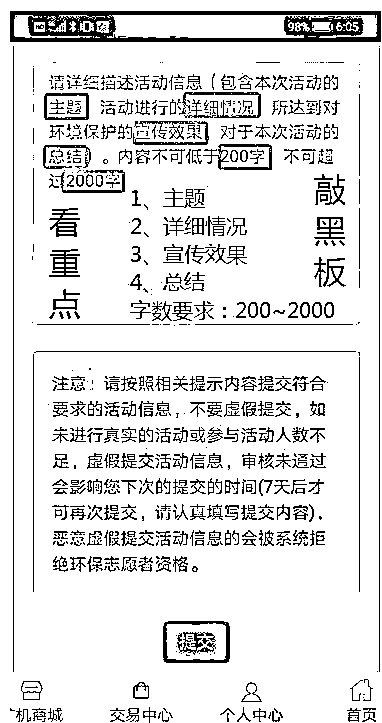 98% 6:05
请详细描述活动信息（包含本次活动的
主题 活动进行的详细情况 所达到对
环境保护的宣传效果 对于本次活动的
总结）。内容不可低于200字 不可超
过2000字
看重点
1、主题
2、详细情况
3、宣传效果
4、总结
字数要求：200~2000
敲黑板
注意：请按照相关提示内容提交符合
要求的活动信息，不要虚假提交，如
未进行真实的活动或参与活动人数不
足，虚假提交活动信息，审核未通过
会影响您下次的提交的时间(7天后才
可再次提交，请认真填写提交内容)，
恶意虚假提交活动信息的会被系统拒
绝环保志愿者资格。
提交
机商城 交易中心 个人中心 首页